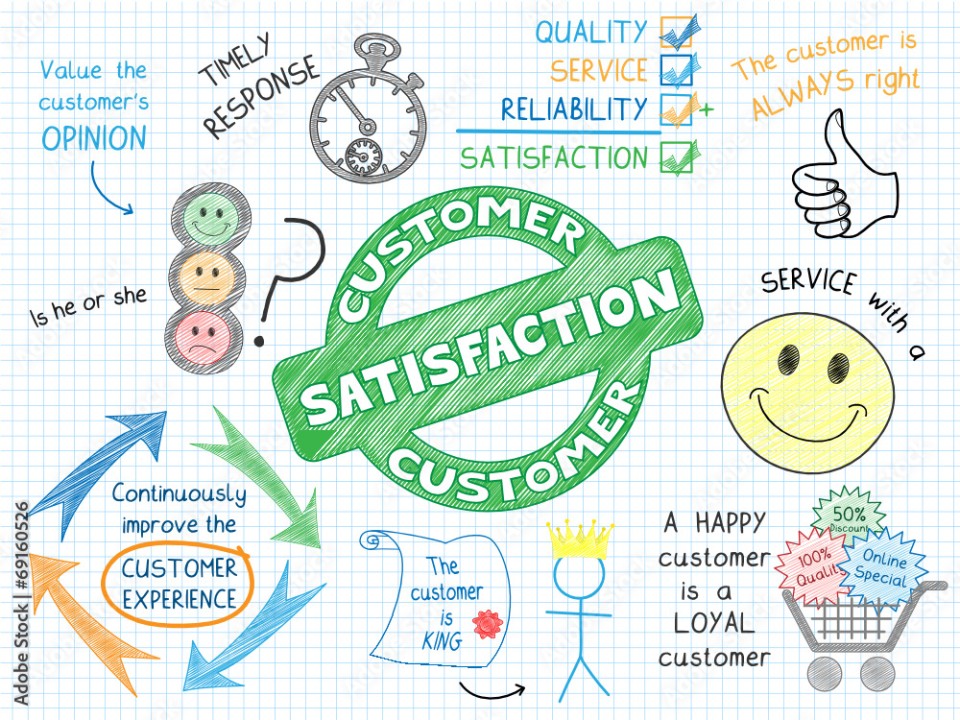 Value the
customer's
OPINION
TIMELY
RESPONSE
QUALITY
SERVICE
RELIABILITY
+
SATISFACTION
The customer is
ALWAYS right
Is he or she
?
CUSTOMER
SATISFACTION
CUSTOMER
SERVICE with a
Continuously
improve the
CUSTOMER
EXPERIENCE
The
customer
is
KING
A HAPPY
customer
is a
LOYAL
customer
50%
Discount
100%
Quality
Online
Special
Adobe Stock | #69160526